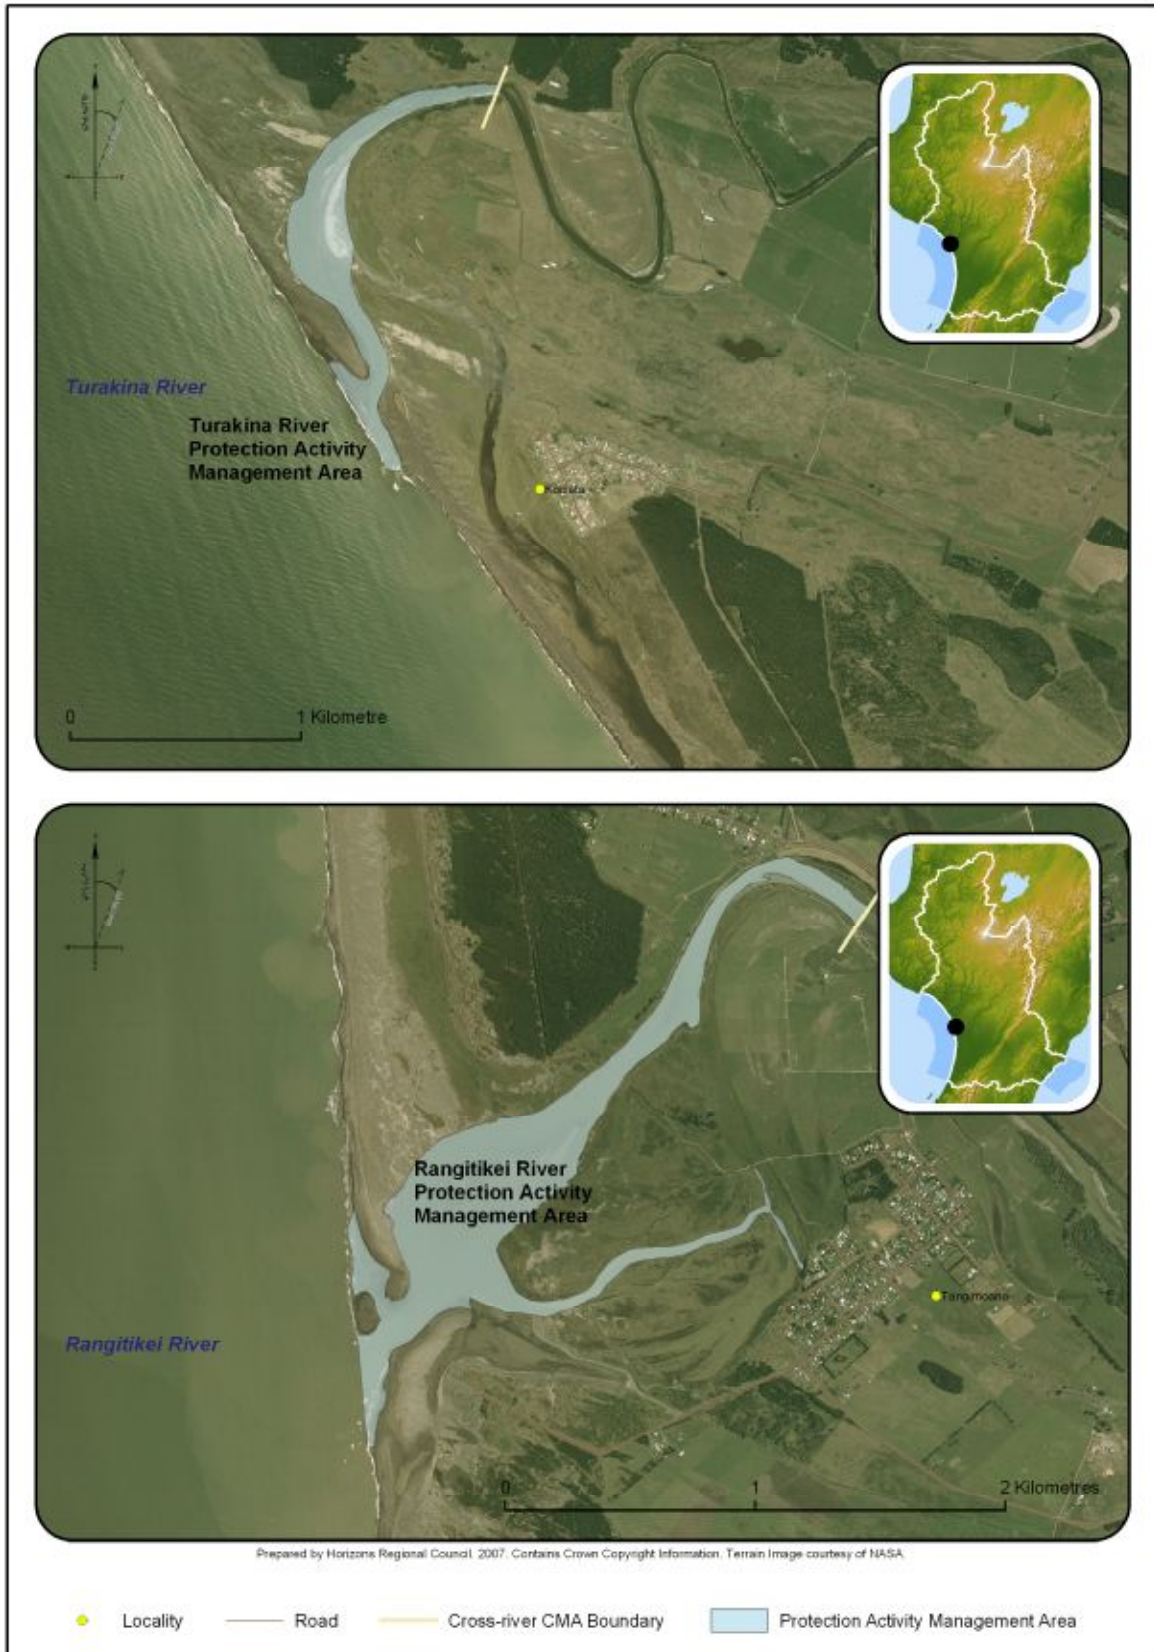 Turakina River
Turakina River
Protection Activity
Management Area
0
1 Kilometre
Rangitikei River
Protection Activity
Management Area
Tangimoana
Rangitikei River
0
1
2 Kilometres
Prepared by Horizons Regional Council. 2007. Contains Crown Copyright Information. Terrain Image courtesy of NASA.
Locality
Road
Cross-river CMA Boundary
Protection Activity Management Area